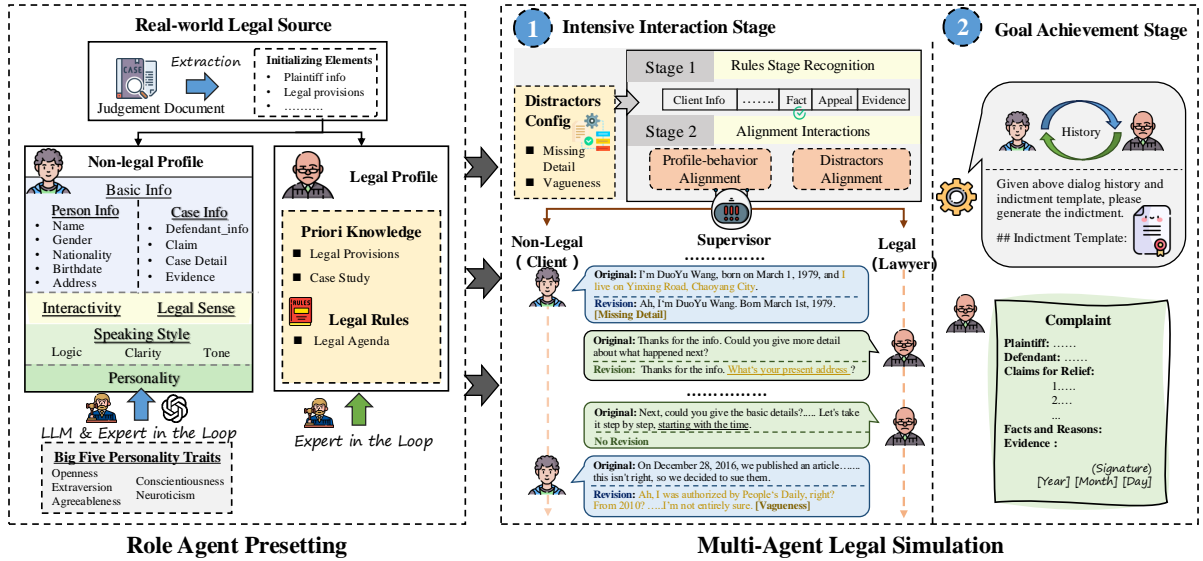 Real-world Legal Source
CASE
Extraction
Judgement Document
Initializing Elements
• Plaintiff info
• Legal provisions
• ..........
Non-legal Profile
Basic Info
Person Info
• Name
• Gender
• Nationality
• Birthdate
• Address
Case Info
• Defendant_info
• Claim
• Case Detail
• Evidence
Interactivity
Legal Sense
Speaking Style
Logic
Clarity
Tone
Personality
LLM & Expert in the Loop
Big Five Personality Traits
Openness
Extraversion
Agreeableness
Conscientiousness
Neuroticism
Legal Profile
Priori Knowledge
■ Legal Provisions
■ Case Study
RULES
Legal Rules
■ Legal Agenda
Expert in the Loop
Role Agent Presetting
1
Intensive Interaction Stage
Distractors
Config
■ Missing
Detail
■ Vagueness
Stage 1
Rules Stage Recognition
Client Info
.......
Fact
Appeal
Evidence
Stage 2
Alignment Interactions
Profile-behavior
Alignment
Distractors
Alignment
Non-Legal
( Client )
Supervisor
Legal
(Lawyer)
...............
Original: I'm DuoYu Wang, born on March 1, 1979, and I
live on Yinxing Road, Chaoyang City.
Revision: Ah, I'm DuoYu Wang. Born March 1st, 1979.
[Missing Detail]
Original: Thanks for the info. Could you give more detail
about what happened next?
Revision: Thanks for the info. What's your present address ?
...............
Original: Next, could you give the basic details?.... Let's take
it step by step, starting with the time.
No Revision
Original: On December 28, 2016, we published an article…….
this isn't right, so we decided to sue them.
Revision: Ah, I was authorized by People's Daily, right?
From 2010? …..I'm not entirely sure. [Vagueness]
2
Goal Achievement Stage
History
Given above dialog history and
indictment template, please
generate the indictment.
## Indictment Template:
Complaint
Plaintiff: ……
Defendant: ……
Claims for Relief:
1…..
2….
...
Facts and Reasons:
Evidence :
(Signature)
[Year] [Month] [Day]
Multi-Agent Legal Simulation